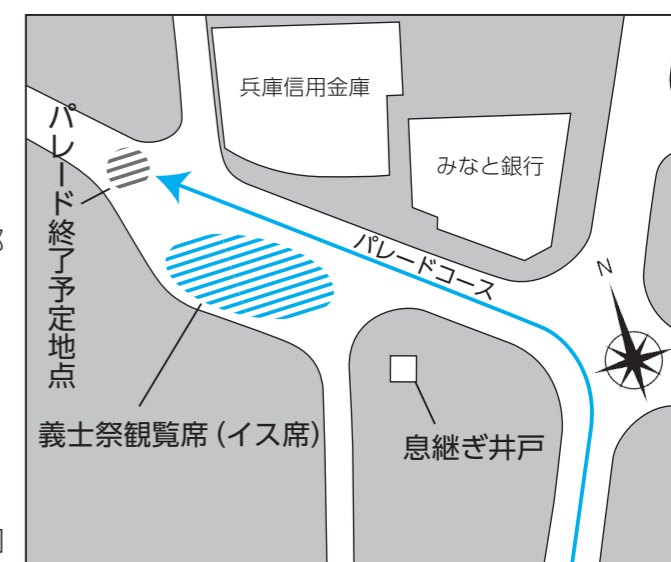 兵庫信用金庫
みなと銀行
パレード終了予定地点
パレードコース
N
義士祭観覧席（イス席）
息継ぎ井戸